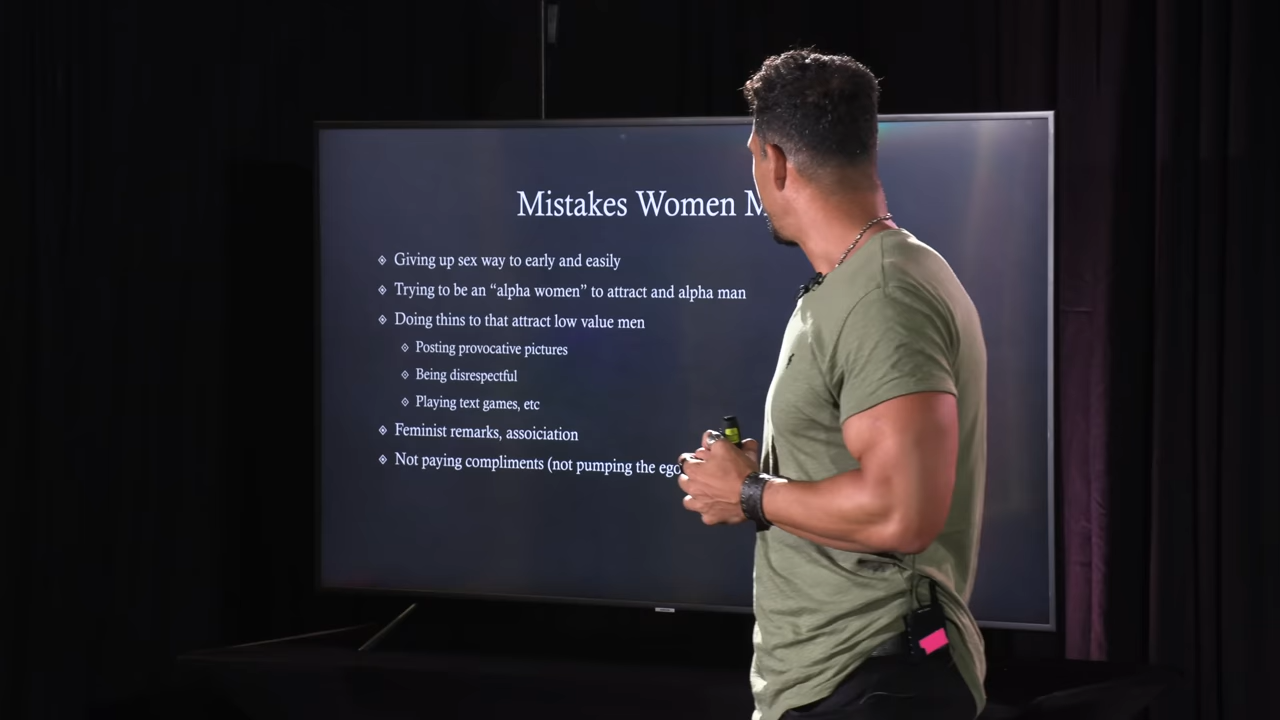 Mistakes Women M
Giving up sex way to early and easily
Trying to be an “alpha women” to attract and alpha man
Doing thins to that attract low value men
Posting provocative pictures
Being disrespectful
Playing text games, etc
Feminist remarks, assoiciation
Not paying compliments (not pumping the ego